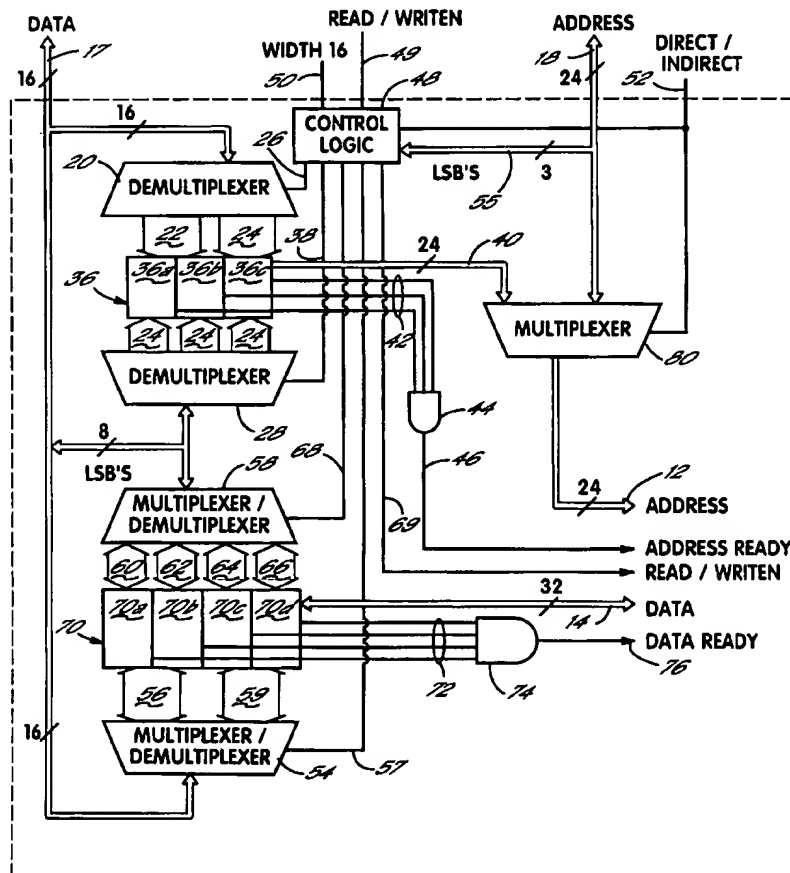 DATA
17
16
READ / WRITEN
WIDTH 16
49
50
48
ADDRESS
18
24
DIRECT /
INDIRECT
52
16
26
CONTROL
LOGIC
LSB'S
3
55
20
DEMULTIPLEXER
22
24
38
24
40
36
36a
36b
36c
42
24
24
24
MULTIPLEXER
80
DEMULTIPLEXER
28
44
46
8
LSB'S
58
68
69
MULTIPLEXER /
DEMULTIPLEXER
24
12
ADDRESS
60
62
64
66
ADDRESS READY
READ / WRITEN
70
70a
70b
70c
70d
32
14
DATA
72
74
DATA READY
76
56
59
16
MULTIPLEXER /
DEMULTIPLEXER
54
57